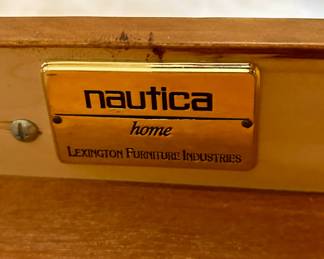 nautica
home
LEXINGTON FURNITURE INDUSTRIES